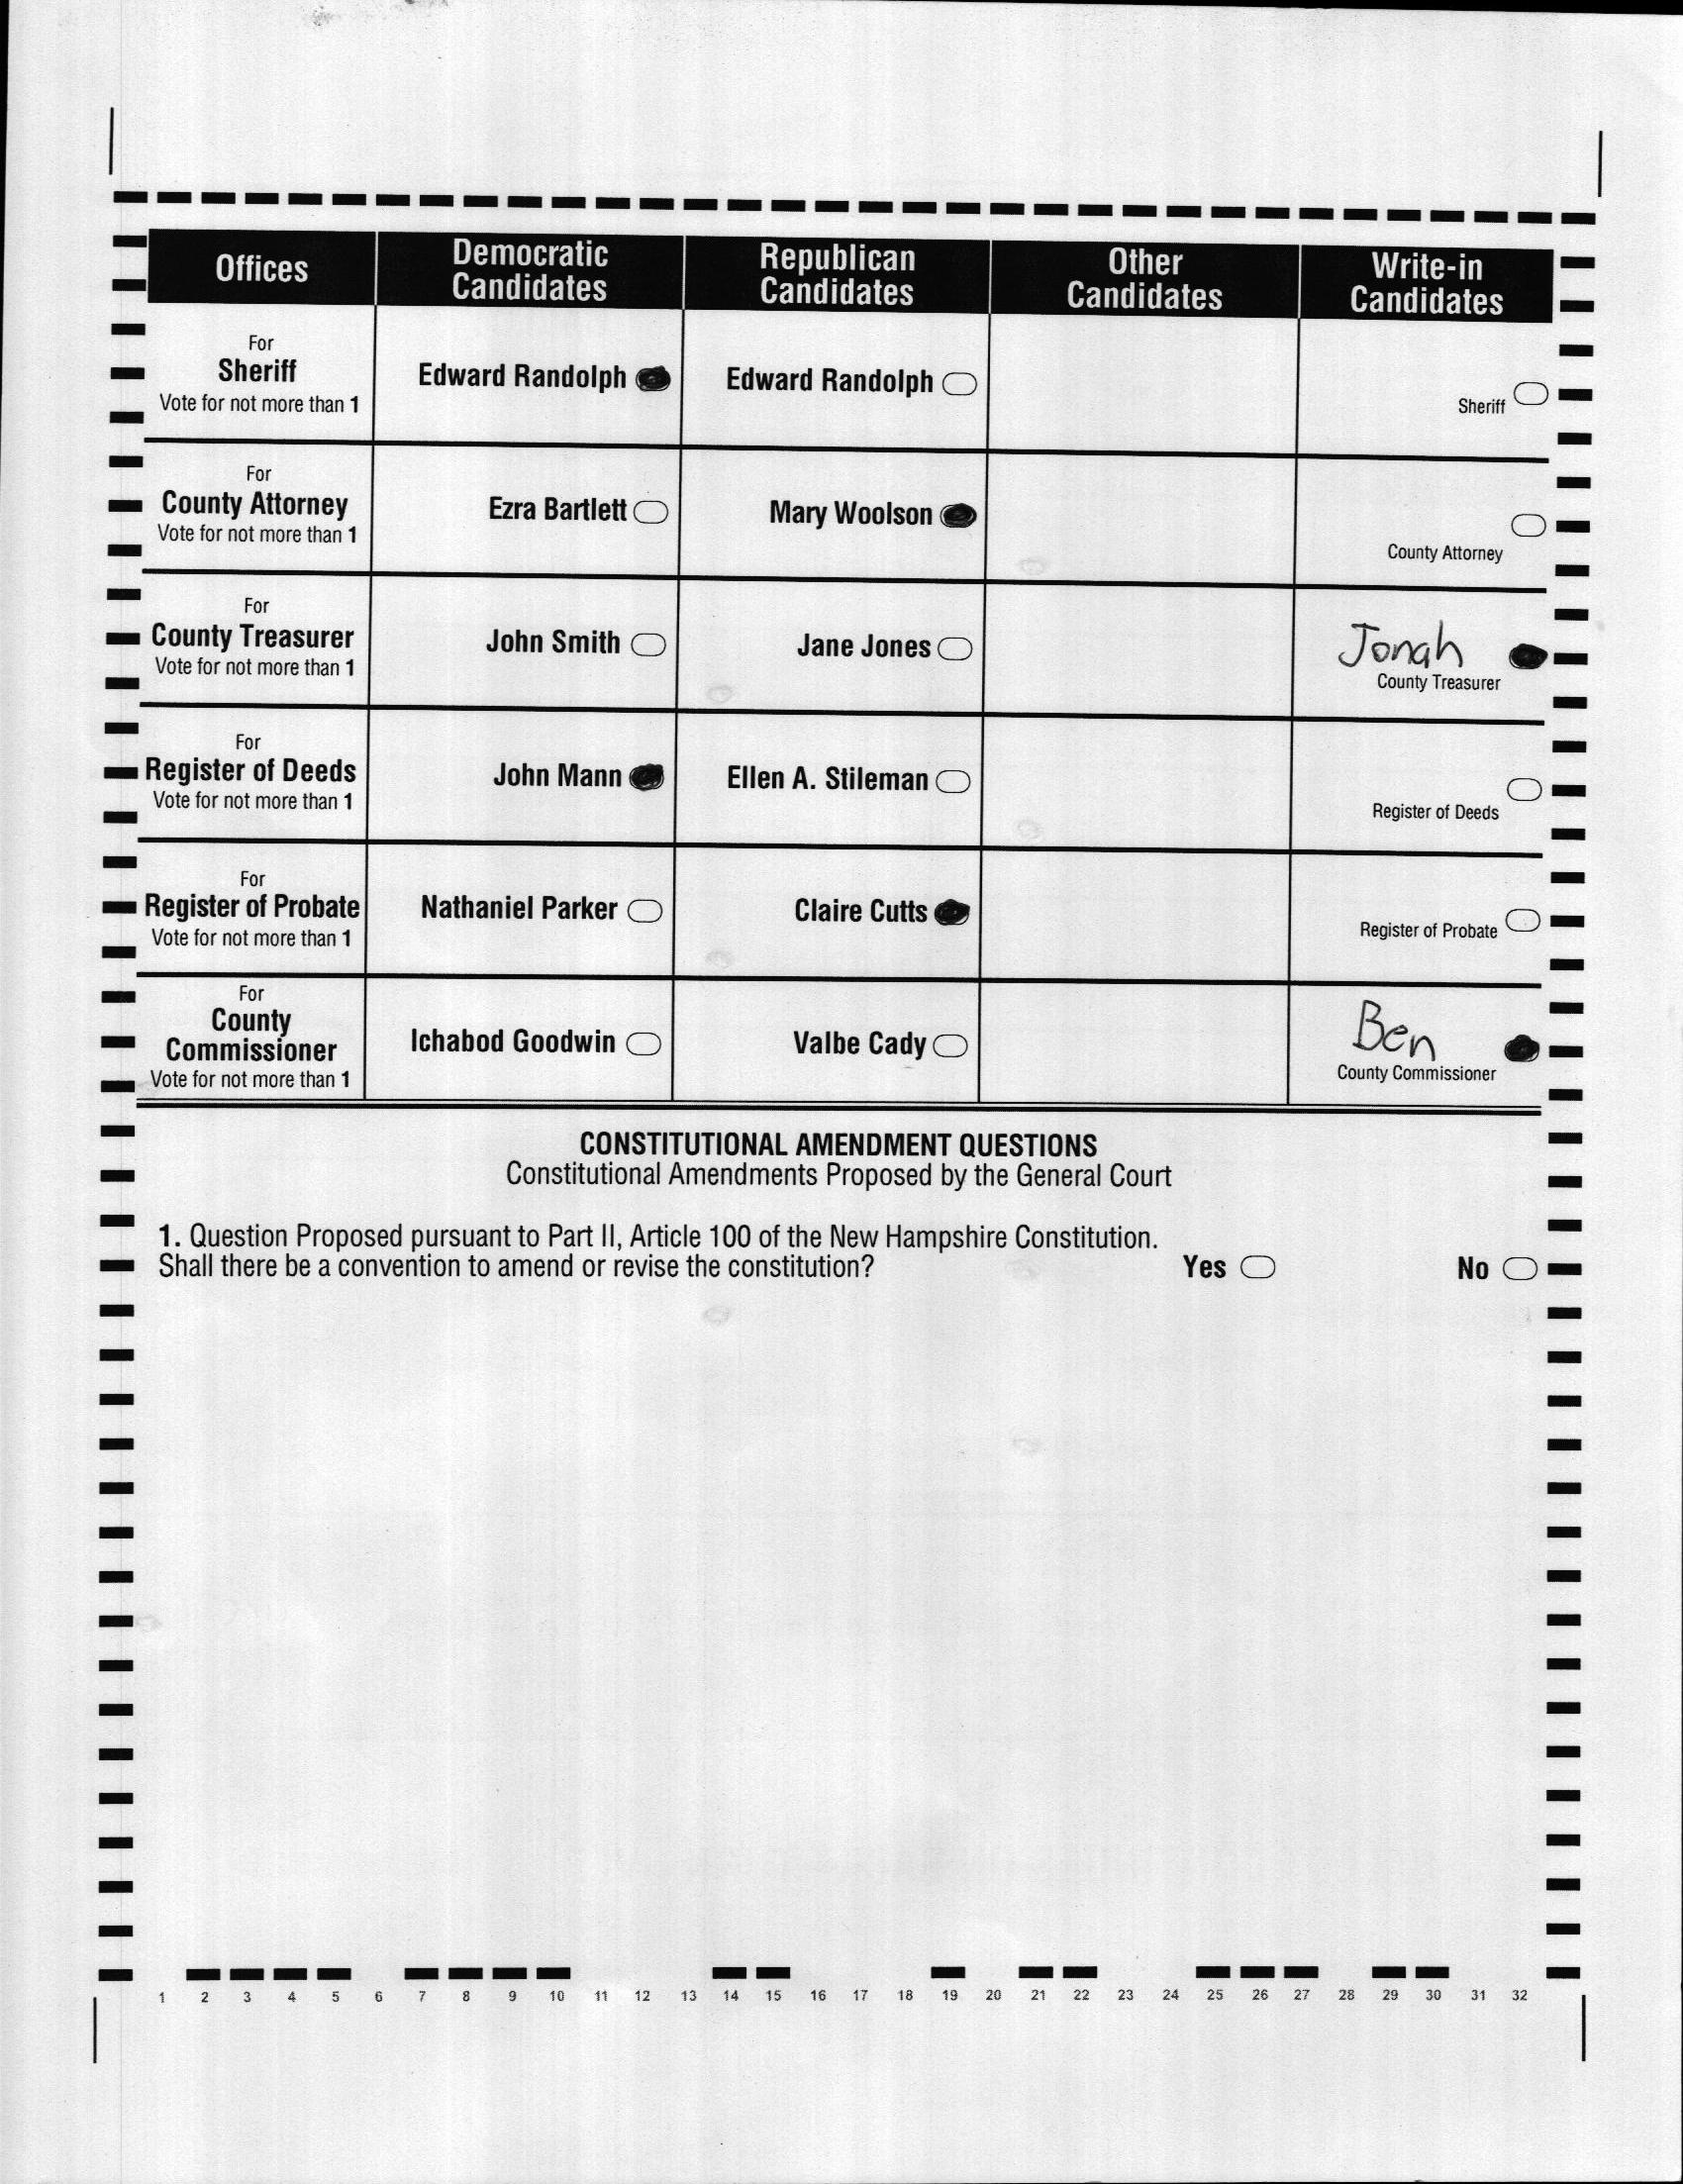 Offices
Democratic
Candidates
Republican
Candidates
Other
Candidates
Write-in
Candidates
For
Sheriff
Vote for not more than 1
Edward Randolph
Edward Randolph
Sheriff
For
County Attorney
Vote for not more than 1
Ezra Bartlett
Mary Woolson
County Attorney
For
County Treasurer
Vote for not more than 1
John Smith
Jane Jones
Jonah
County Treasurer
For
Register of Deeds
Vote for not more than 1
John Mann
Ellen A. Stileman
Register of Deeds
For
Register of Probate
Vote for not more than 1
Nathaniel Parker
Claire Cutts
Register of Probate
For
County
Commissioner
Vote for not more than 1
Ichabod Goodwin
Valbe Cady
Ben
County Commissioner
CONSTITUTIONAL AMENDMENT QUESTIONS
Constitutional Amendments Proposed by the General Court
1. Question Proposed pursuant to Part II, Article 100 of the New Hampshire Constitution.
Shall there be a convention to amend or revise the constitution? Yes No
1 2 3 4 5 6 7 8 9 10 11 12 13 14 15 16 17 18 19 20 21 22 23 24 25 26 27 28 29 30 31 32